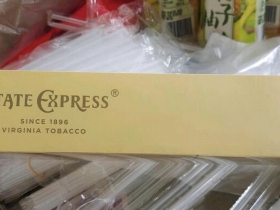 TATE EXPRESS®
SINCE 1896
VIRGINIA TOBACCO